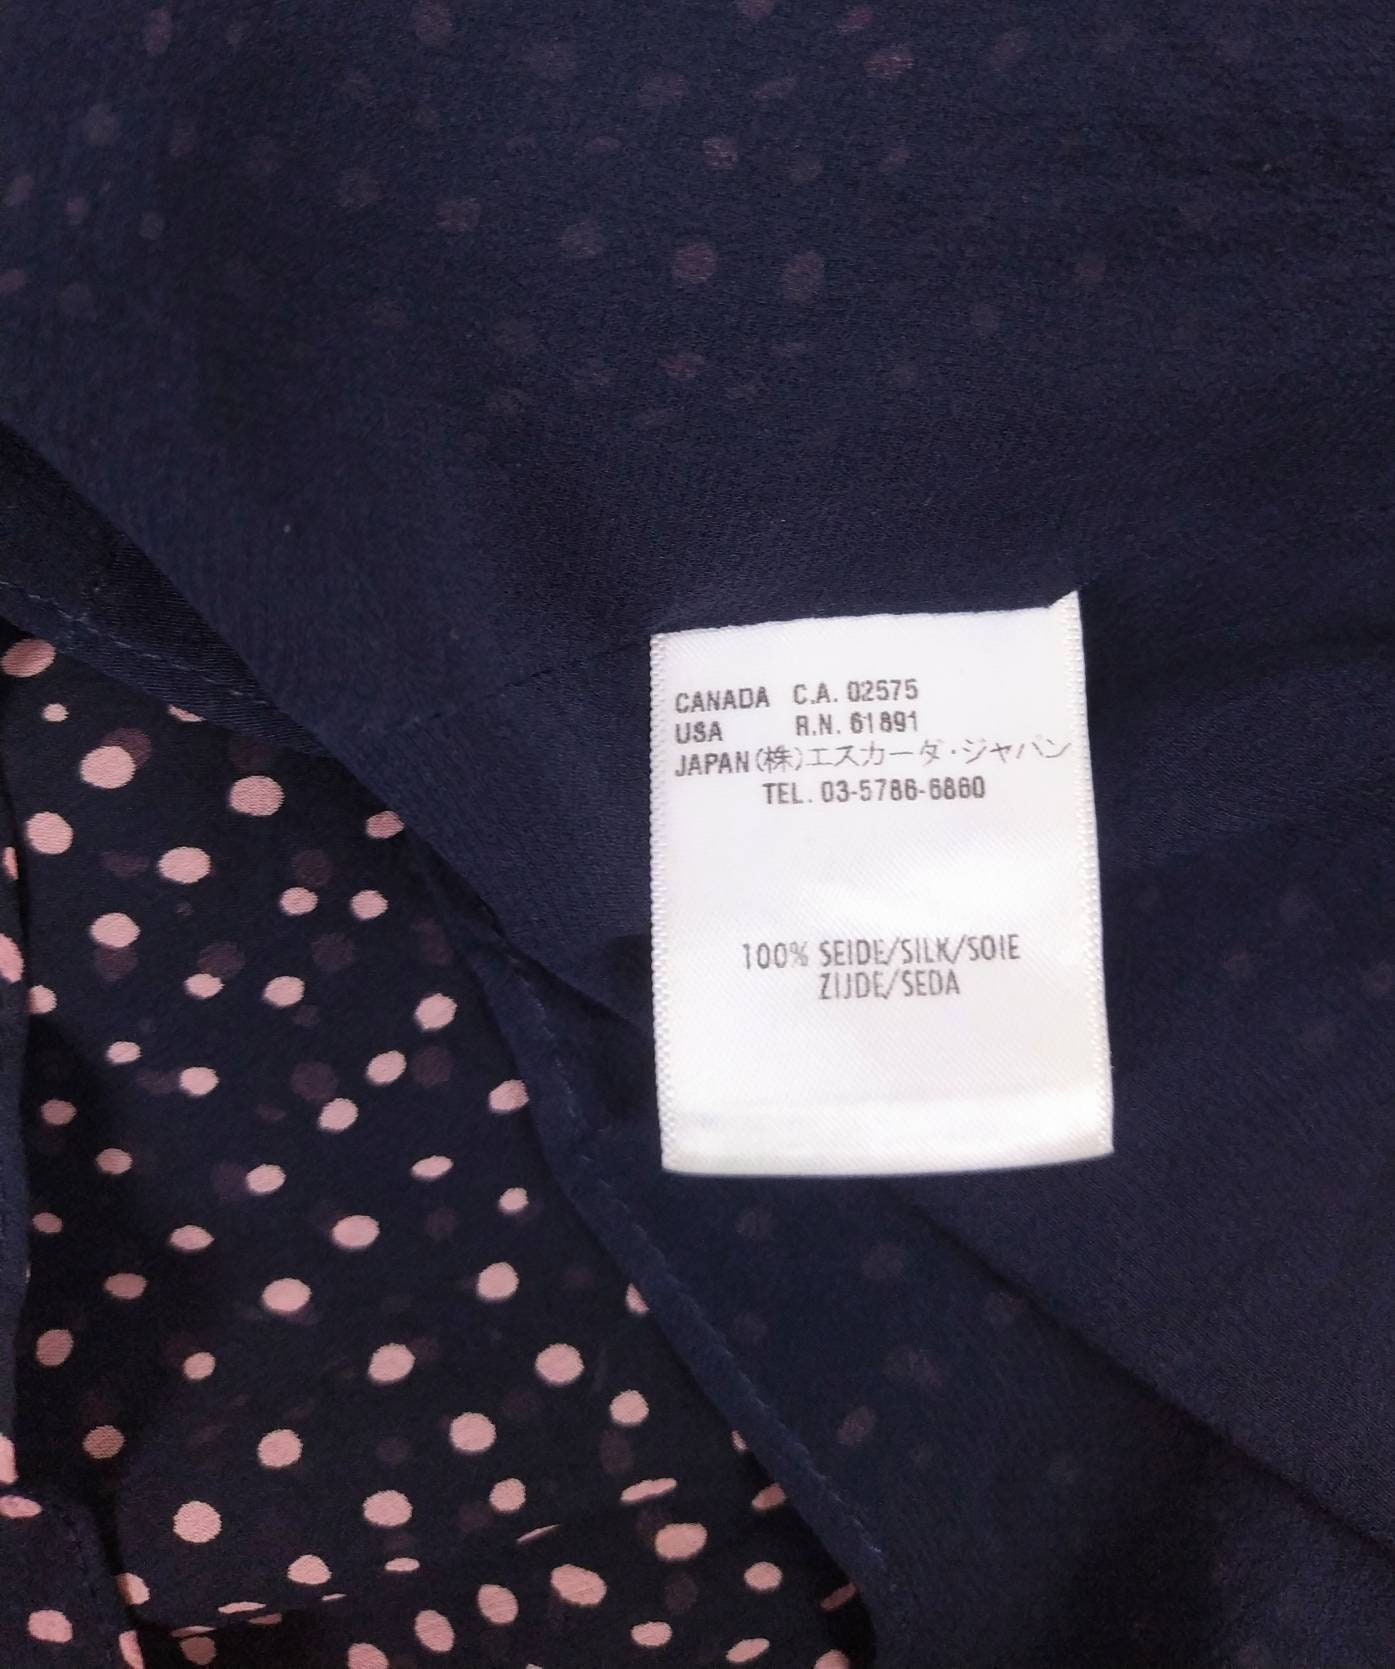 CANADA C.A. 02575
USA R.N. 61891
JAPAN(株)エスカーダ・ジャパン
TEL. 03-5786-6860
100% SEIDE/SILK/SOIE
ZIJDE/SEDA